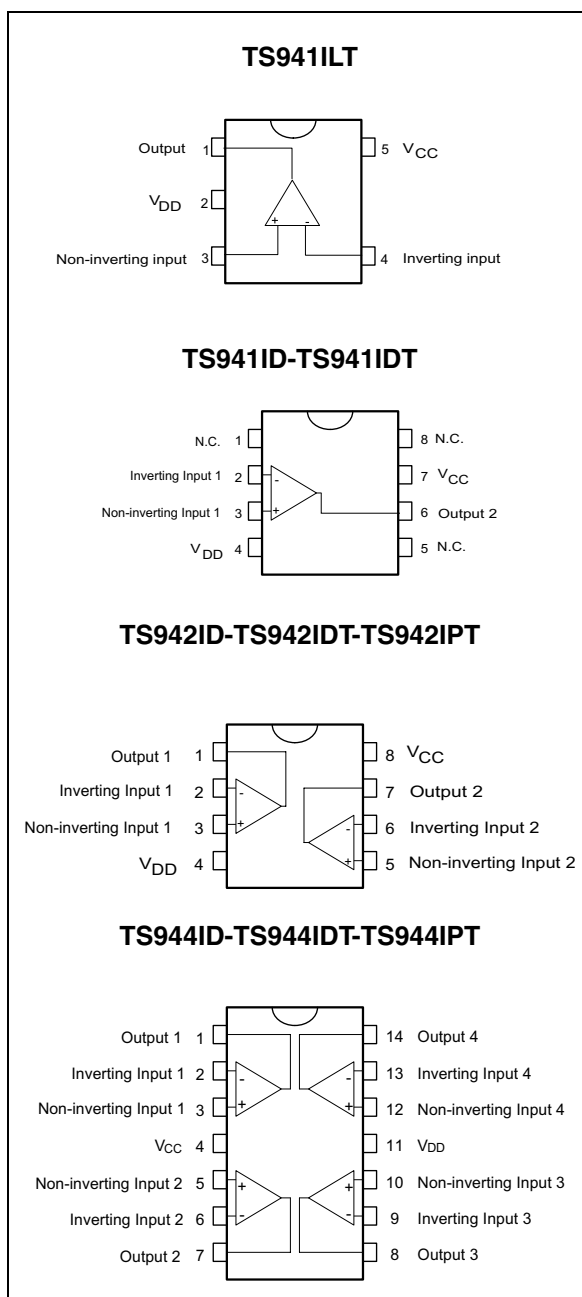 TS941ILT
Output 1 5 VCC
VDD 2
+ -
Non-inverting input 3 4 Inverting input
TS941ID-TS941IDT
N.C. 1 8 N.C.
Inverting Input 1 2 - 7 VCC
Non-inverting Input 1 3 + 6 Output 2
VDD 4 5 N.C.
TS942ID-TS942IDT-TS942IPT
Output 1 1 8 VCC
Inverting Input 1 2 - 7 Output 2
Non-inverting Input 1 3 + - 6 Inverting Input 2
VDD 4 + 5 Non-inverting Input 2
TS944ID-TS944IDT-TS944IPT
Output 1 1 14 Output 4
Inverting Input 1 2 - - 13 Inverting Input 4
Non-inverting Input 1 3 + + 12 Non-inverting Input 4
VCC 4 11 VDD
Non-inverting Input 2 5 + + 10 Non-inverting Input 3
Inverting Input 2 6 - - 9 Inverting Input 3
Output 2 7 8 Output 3